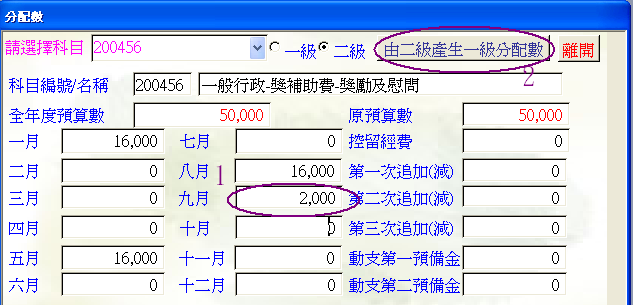 分配數
請選擇科目 200456 一級 二級 由二級產生一級分配數 離開
2
科目編號/名稱 200456 一般行政-獎補助費-獎勵及慰問
全年度預算數 50,000 原預算數 50,000
一月 16,000 七月 0 控留經費 0
二月 0 八月 16,000 第一次追加(減) 0
1
三月 0 九月 2,000 第二次追加(減) 0
四月 0 十月 0 第三次追加(減) 0
五月 16,000 十一月 0 動支第一預備金 0
六月 0 十二月 0 動支第二預備金 0